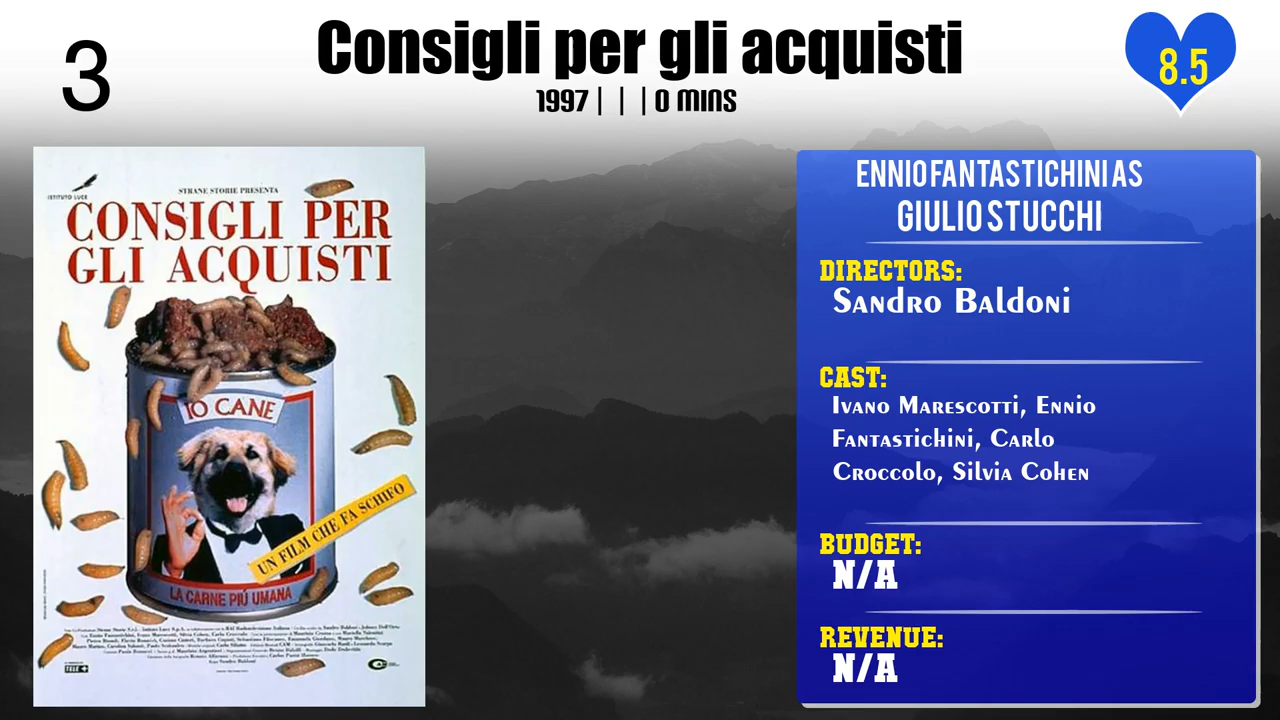 3
Consigli per gli acquisti
8.5
1997 | | | 0 MINS
ISTITUTO LUCE
STRANE STORIE PRESENTA
CONSIGLI PER
GLI ACQUISTI
IO CANE
UN FILM CHE FA SCHIFO
LA CARNE PIÚ UMANA
TELE +
ENNIO FANTASTICHINI AS
GIULIO STUCCHI
DIRECTORS:
Sandro Baldoni
CAST:
Ivano Marescotti, Ennio
Fantastichini, Carlo
Croccolo, Silvia Cohen
BUDGET:
N/A
REVENUE:
N/A